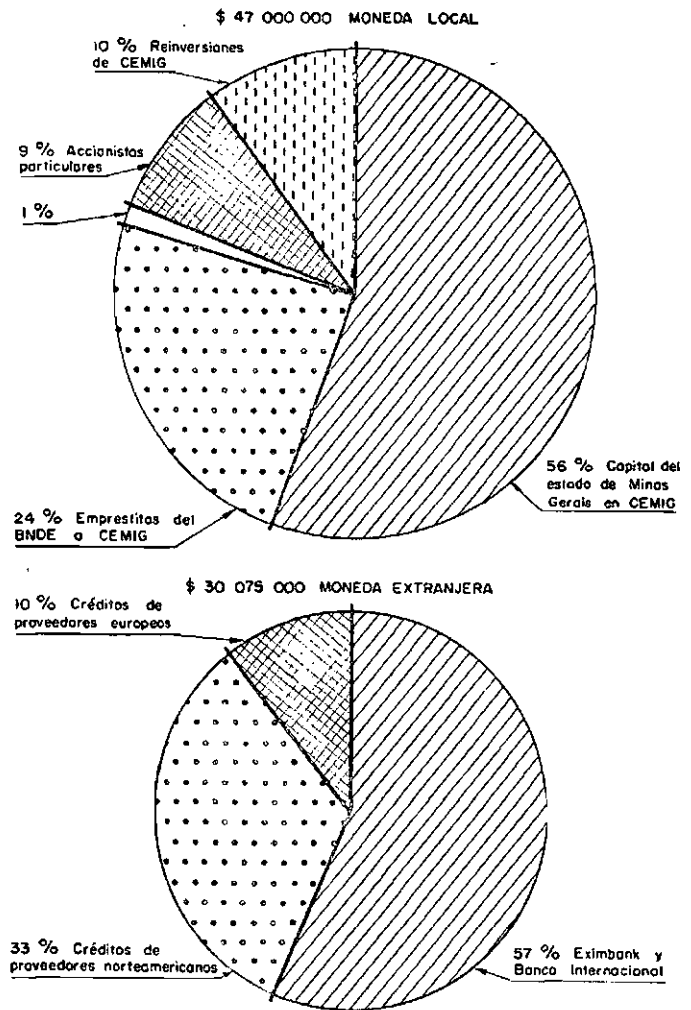 $ 47 000 000 MONEDA LOCAL
10 % Reinversiones
de CEMIG
9 % Accionistas
particulares
1 %
56 % Capital del
estado de Minas
Gerais en CEMIG
24 % Emprestitos del
BNDE a CEMIG
$ 30 075 000 MONEDA EXTRANJERA
10 % Créditos de
proveedores europeos
33 % Créditos de
proveedores norteamericanos
57 % Eximbank y
Banco Internacional